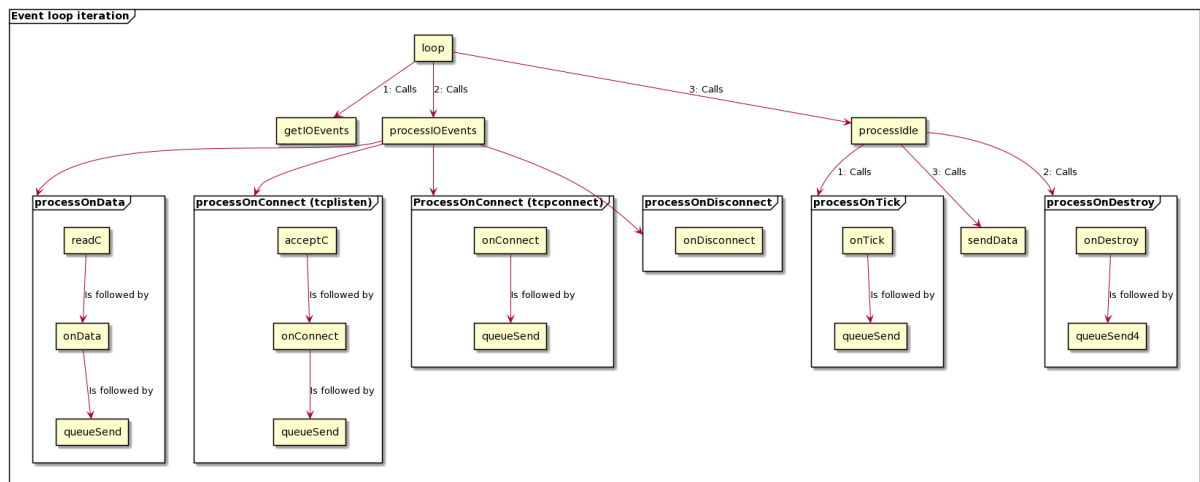 Event loop iteration
loop
1: Calls
2: Calls
3: Calls
getIOEvents
processIOEvents
processIdle
1: Calls
3: Calls
2: Calls
processOnData
processOnConnect (tcplisten)
ProcessOnConnect (tcpconnect)
processOnDisconnect
processOnTick
processOnDestroy
readC
acceptC
onConnect
onDisconnect
onTick
sendData
onDestroy
Is followed by
Is followed by
Is followed by
Is followed by
Is followed by
onData
onConnect
queueSend
queueSend
queueSend4
Is followed by
Is followed by
queueSend
queueSend